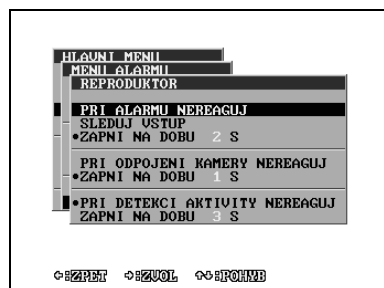 HLAVNI MENU
MENU ALARMU
REPRODUKTOR
PRI ALARMU NEREAGUJ
SLEDUJ VSTUP
•ZAPNI NA DOBU 2 S
PRI ODPOJENI KAMERY NEREAGUJ
•ZAPNI NA DOBU 1 S
•PRI DETEKCI AKTIVITY NEREAGUJ
ZAPNI NA DOBU 3 S
←:ZPET →:ZVOL ↑↓:POHYB